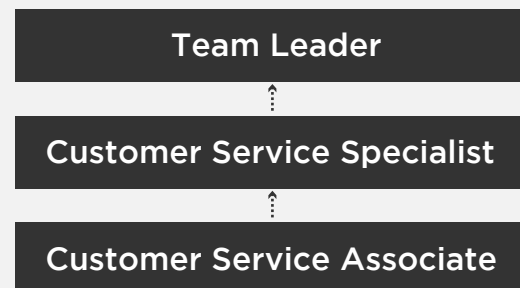 Team Leader
Customer Service Specialist
Customer Service Associate